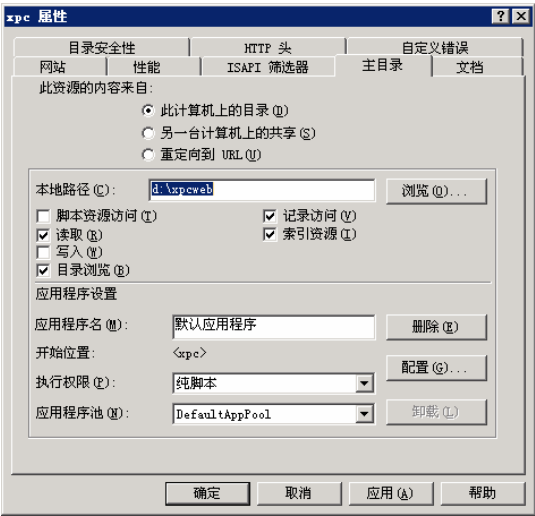 xpc 属性
目录安全性 HTTP 头 自定义错误
网站 性能 ISAPI 筛选器 主目录 文档
此资源的内容来自:
此计算机上的目录(D)
另一台计算机上的共享(S)
重定向到 URL(U)
本地路径(C): d:\xpcweb 浏览(O)...
脚本资源访问(T) 记录访问(V)
读取(R) 索引资源(I)
写入(W)
目录浏览(B)
应用程序设置
应用程序名(M): 默认应用程序 删除(E)
开始位置: <xpc>
配置(G)...
执行权限(P): 纯脚本
应用程序池(N): DefaultAppPool 卸载(L)
确定 取消 应用(A) 帮助